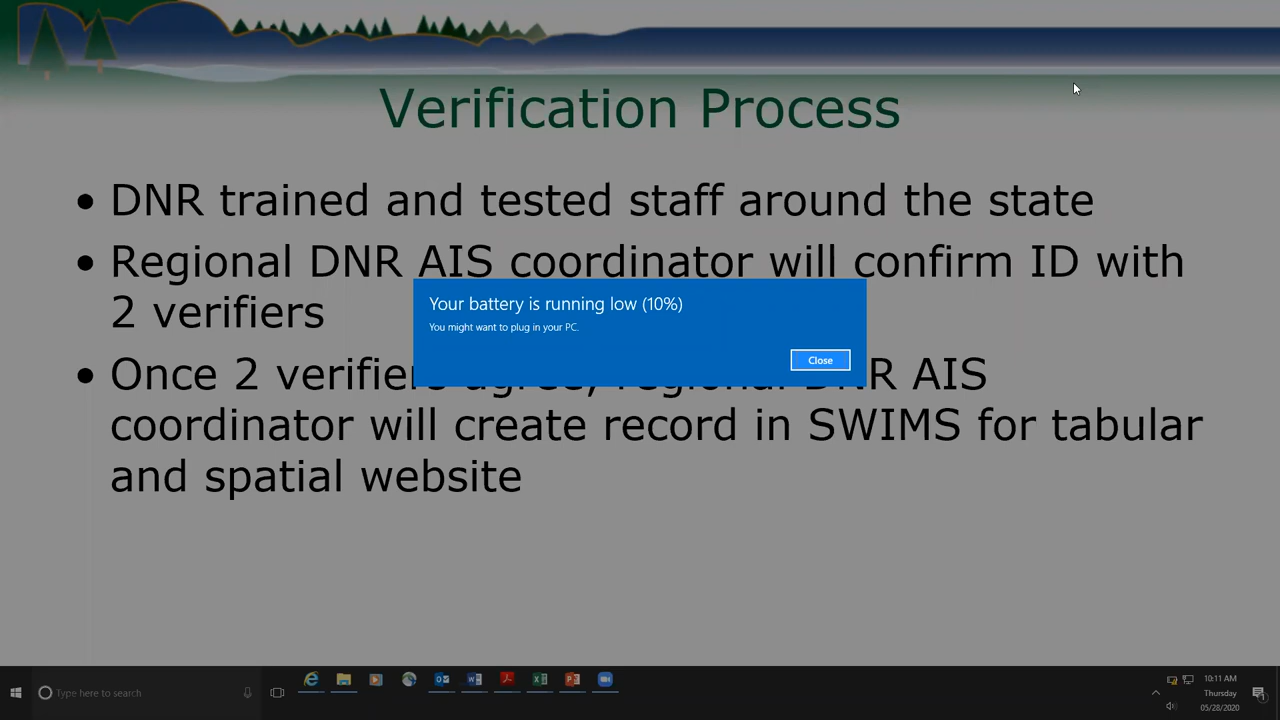 Verification Process
• DNR trained and tested staff around the state
• Regional DNR AIS coordinator will confirm ID with
2 verifiers
Your battery is running low (10%)
You might want to plug in your PC.
Close
• Once 2 verifiers agree, regional DNR AIS
coordinator will create record in SWIMS for tabular
and spatial website
Type here to search
10:11 AM
Thursday
05/28/2020
1